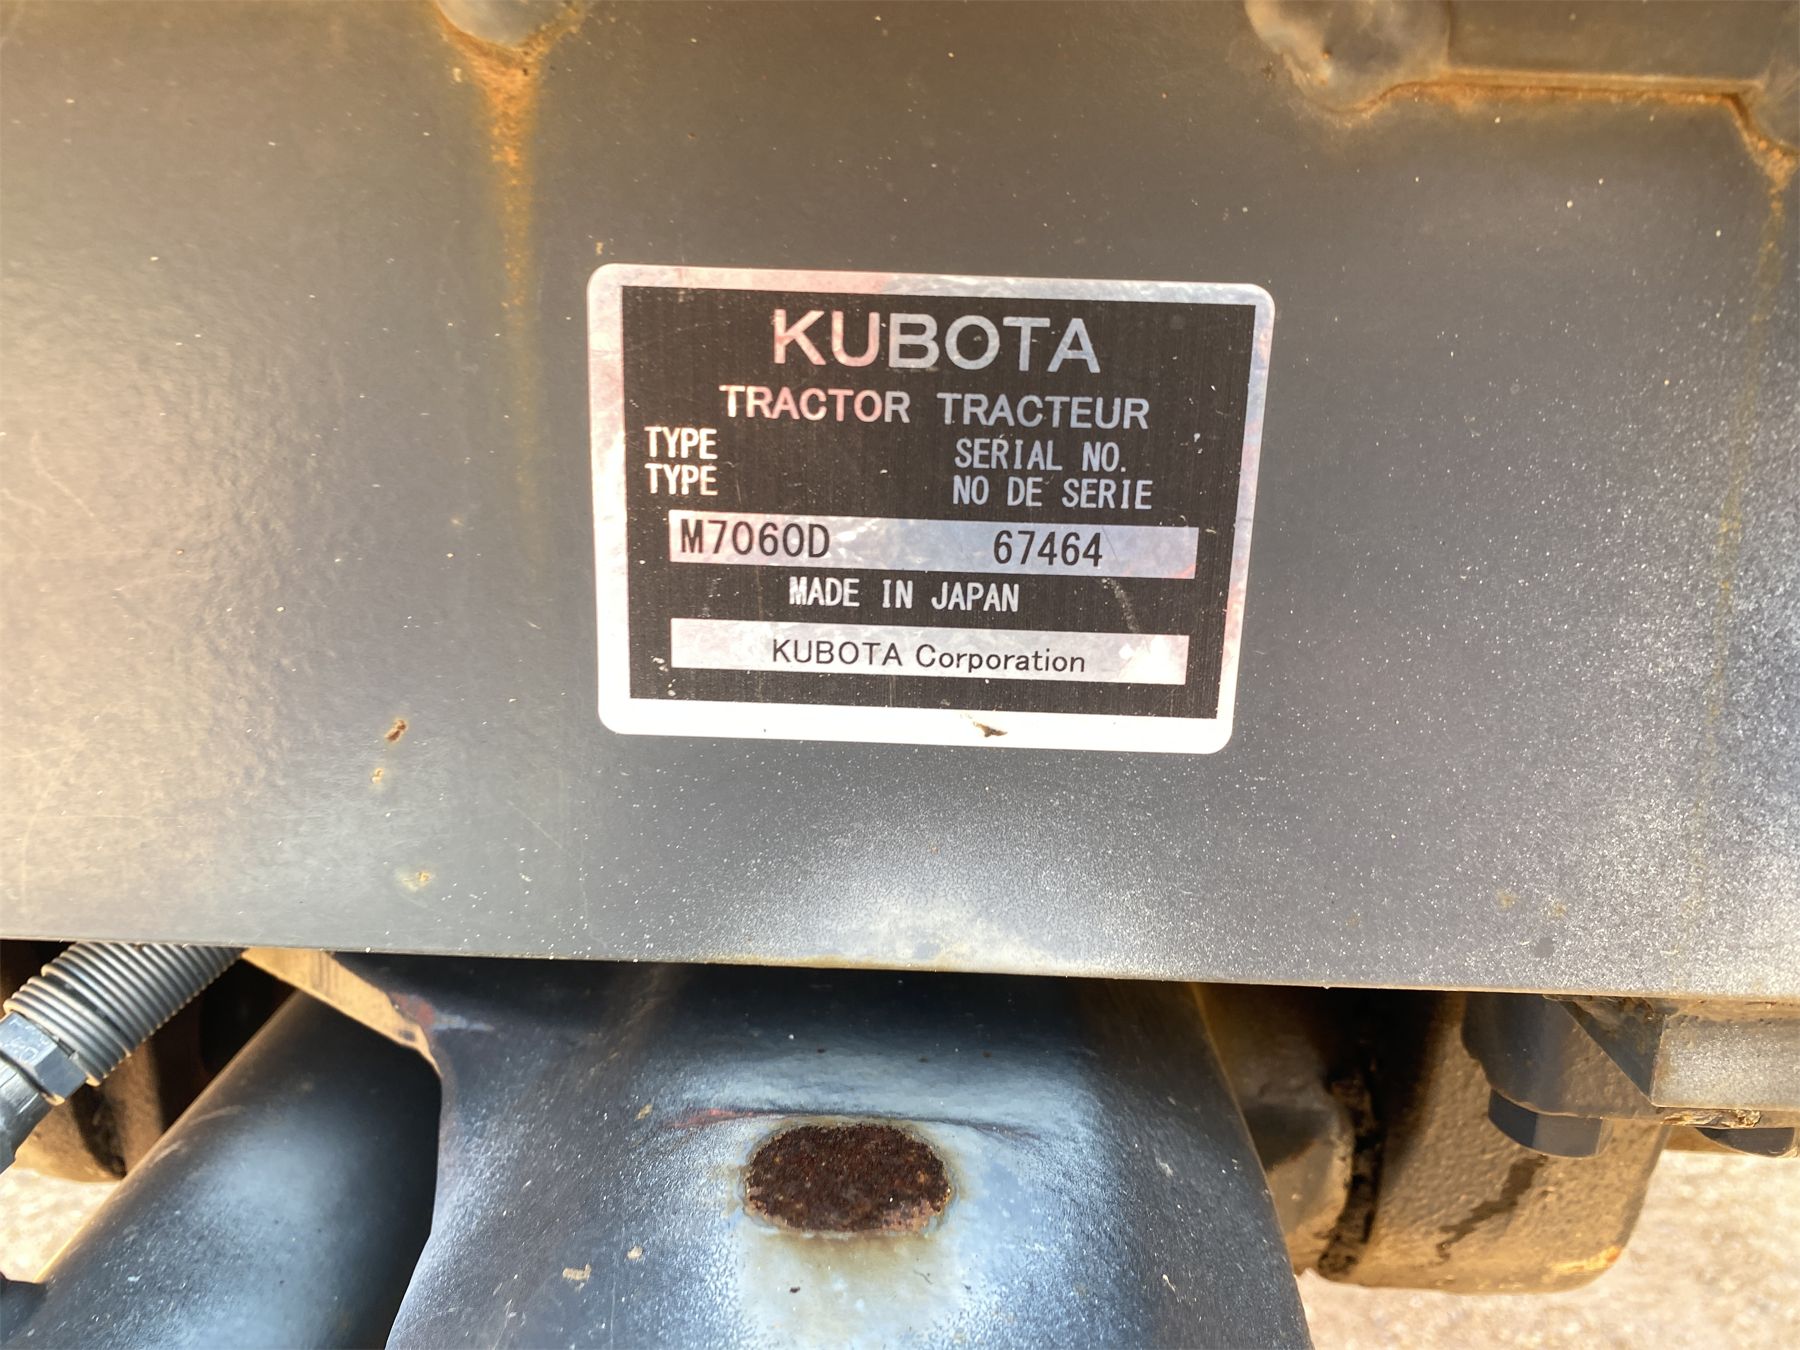 KUBOTA
TRACTOR TRACTEUR
TYPE SERIAL NO.
TYPE NO DE SERIE
M7060D 67464
MADE IN JAPAN
KUBOTA Corporation